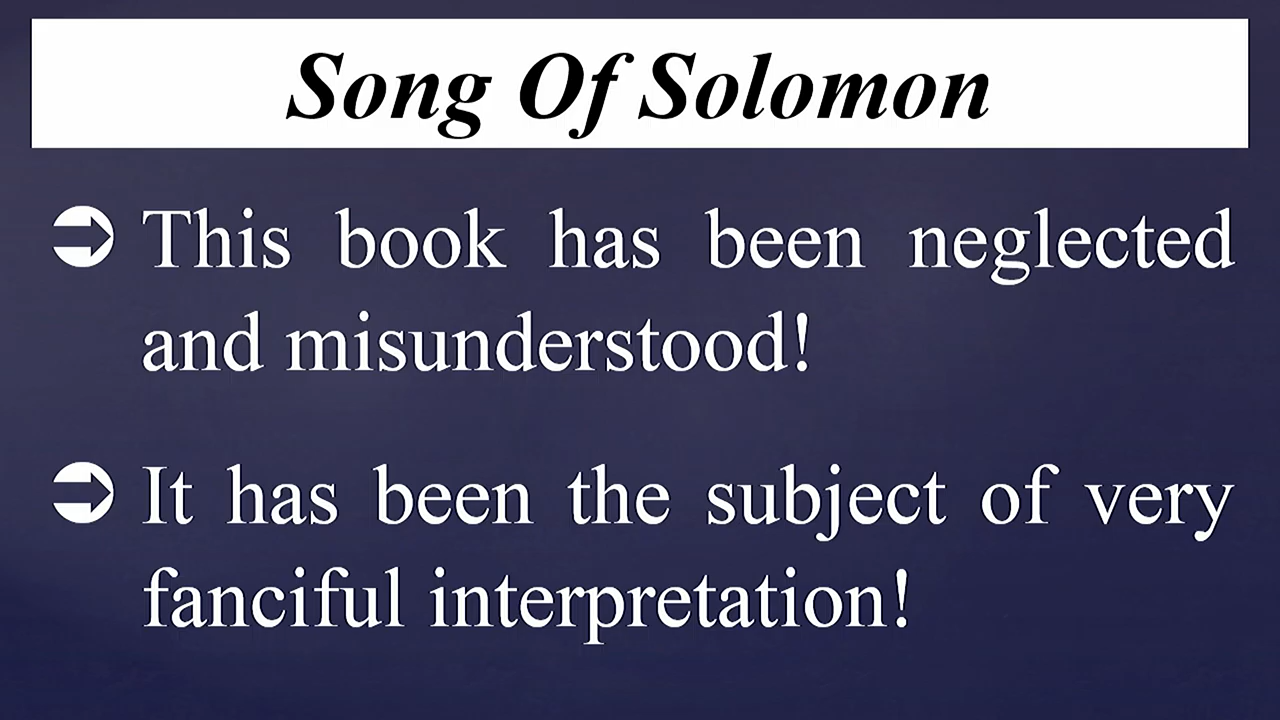 Song Of Solomon
This book has been neglected
and misunderstood!
It has been the subject of very
fanciful interpretation!